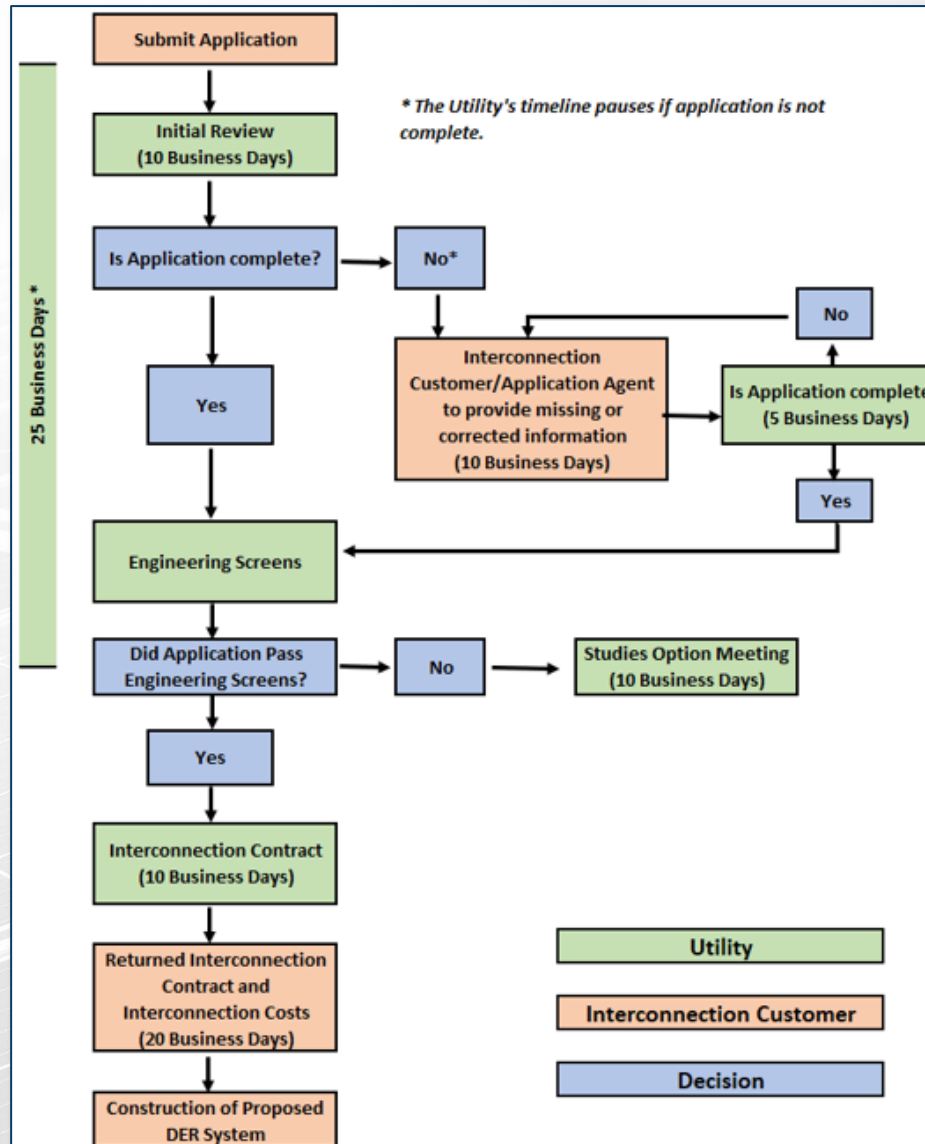 Submit Application
* The Utility's timeline pauses if application is not
complete.
Initial Review
(10 Business Days)
25 Business Days *
Is Application complete?
No*
No
Interconnection
Customer/Application Agent
to provide missing or
corrected information
(10 Business Days)
Is Application complete
(5 Business Days)
Yes
Yes
Engineering Screens
Did Application Pass
Engineering Screens?
No
Studies Option Meeting
(10 Business Days)
Yes
Interconnection Contract
(10 Business Days)
Returned Interconnection
Contract and
Interconnection Costs
(20 Business Days)
Construction of Proposed
DER System
Utility
Interconnection Customer
Decision